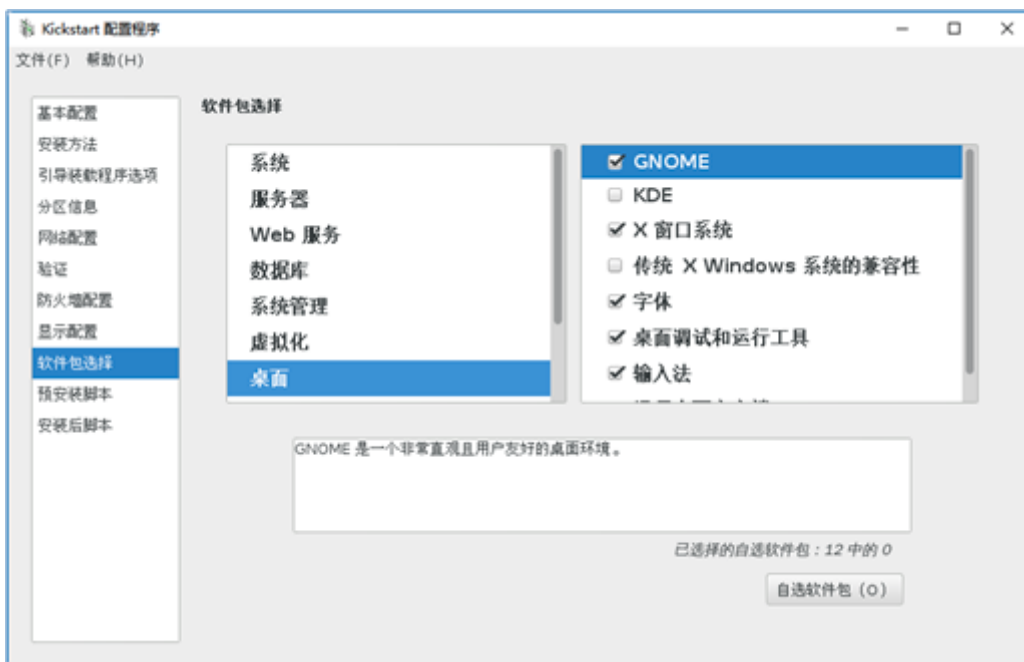 Kickstart 配置程序
文件(F) 帮助(H)
基本配置
安装方法
引导装载程序选项
分区信息
网络配置
验证
防火墙配置
显示配置
软件包选择
预安装脚本
安装后脚本
软件包选择
系统
服务器
Web 服务
数据库
系统管理
虚拟化
桌面
GNOME
KDE
X 窗口系统
传统 X Windows 系统的兼容性
字体
桌面调试和运行工具
输入法
GNOME 是一个非常直观且用户友好的桌面环境。
已选择的自选软件包：12 中的 0
自选软件包 (O)